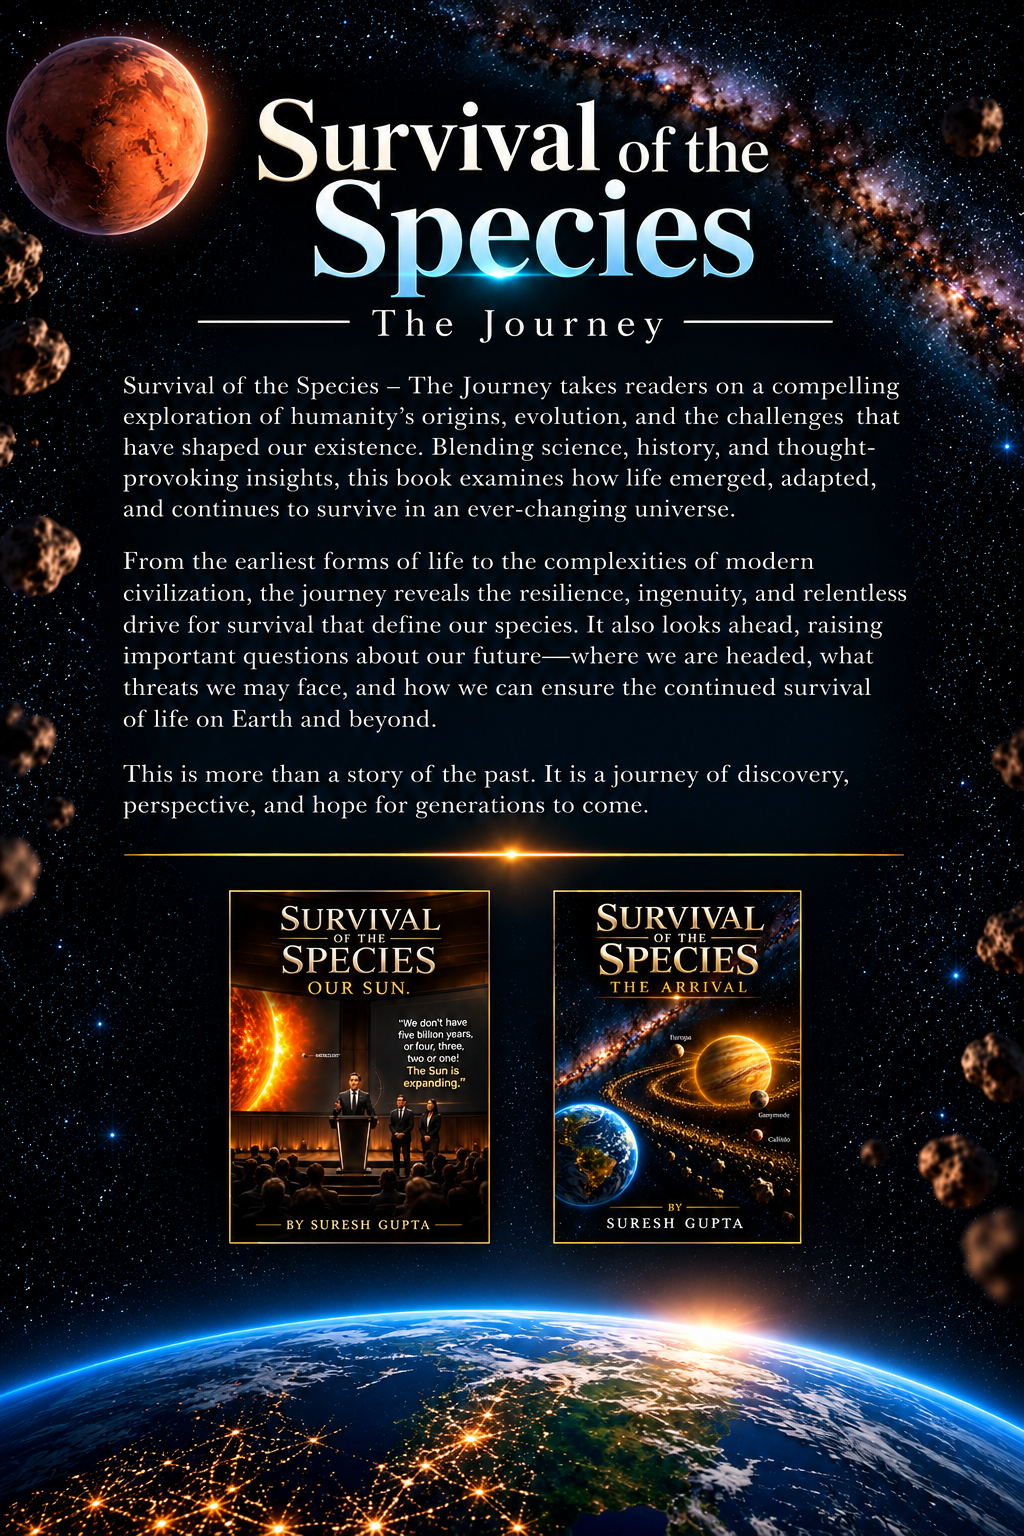 Survival of the
Species
The Journey
Survival of the Species – The Journey takes readers on a compelling
exploration of humanity’s origins, evolution, and the challenges that
have shaped our existence. Blending science, history, and thought-
provoking insights, this book examines how life emerged, adapted,
and continues to survive in an ever-changing universe.
From the earliest forms of life to the complexities of modern
civilization, the journey reveals the resilience, ingenuity, and relentless
drive for survival that define our species. It also looks ahead, raising
important questions about our future—where we are headed, what
threats we may face, and how we can ensure the continued survival
of life on Earth and beyond.
This is more than a story of the past. It is a journey of discovery,
perspective, and hope for generations to come.
SURVIVAL
OF THE
SPECIES
OUR SUN.
"We don't have
five billion years,
or four, three,
two or one!
The Sun is
expanding."
BY SURESH GUPTA
SURVIVAL
OF THE
SPECIES
THE ARRIVAL
Europa
Ganymede
Callisto
BY
SURESH GUPTA